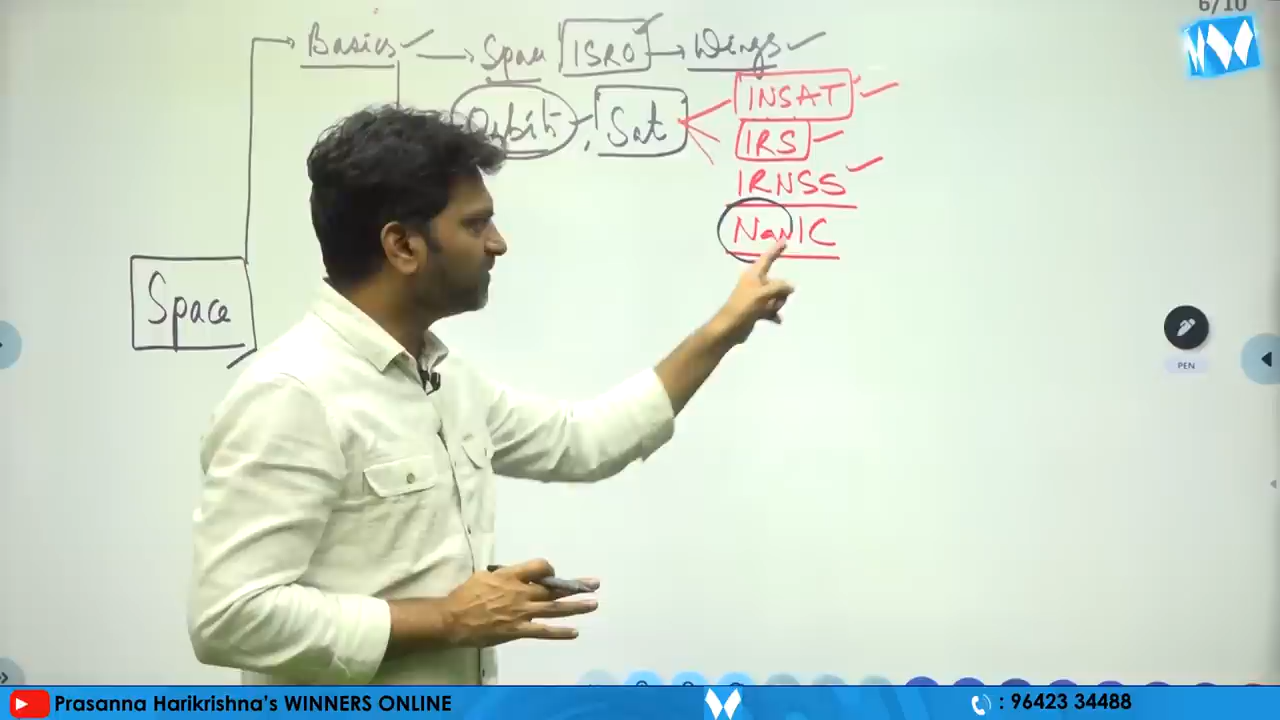 6/10
W
Basics → Space ISRO → Wings
Orbit, Sat
INSAT
IRS
IRNSS
NavIC
Space
PEN
Prasanna Harikrishna's WINNERS ONLINE
W
: 96423 34488